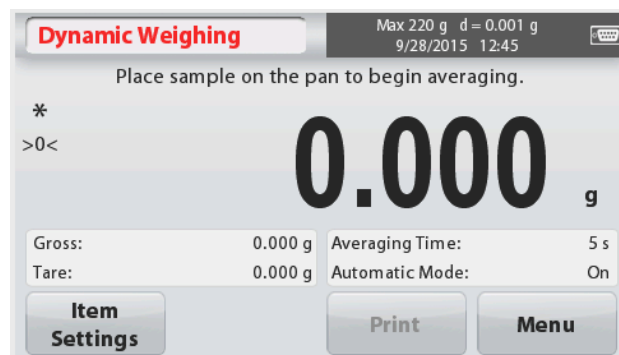 Dynamic Weighing
Max 220 g d = 0.001 g
9/28/2015 12:45
Place sample on the pan to begin averaging.
*
>0<
0.000 g
Gross: 0.000 g
Tare: 0.000 g
Averaging Time: 5 s
Automatic Mode: On
Item
Settings
Print
Menu